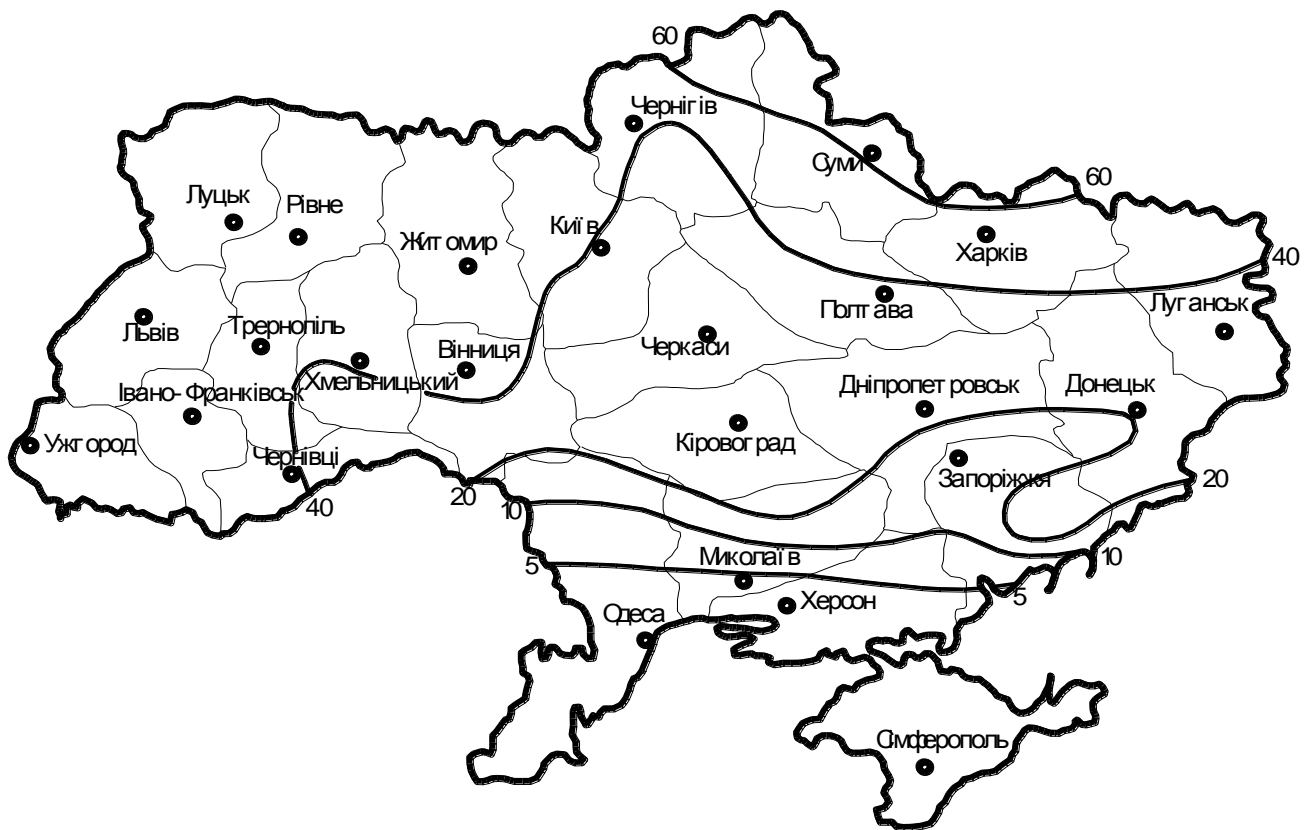 60
Чернігів
Суми
60
Луцьк
Рівне
Київ
Харків
Житомир
40
Львів
Трернопіль
Полтава
Луганськ
Черкаси
Вінниця
Хмельницький
Івано-Франківськ
Дніпропетровськ
Донецьк
Ужгород
Кіровоград
Чернівці
Запоріжжя
20
20
40
10
10
5
Миколаїв
5
Херсон
Одеса
Сімферополь